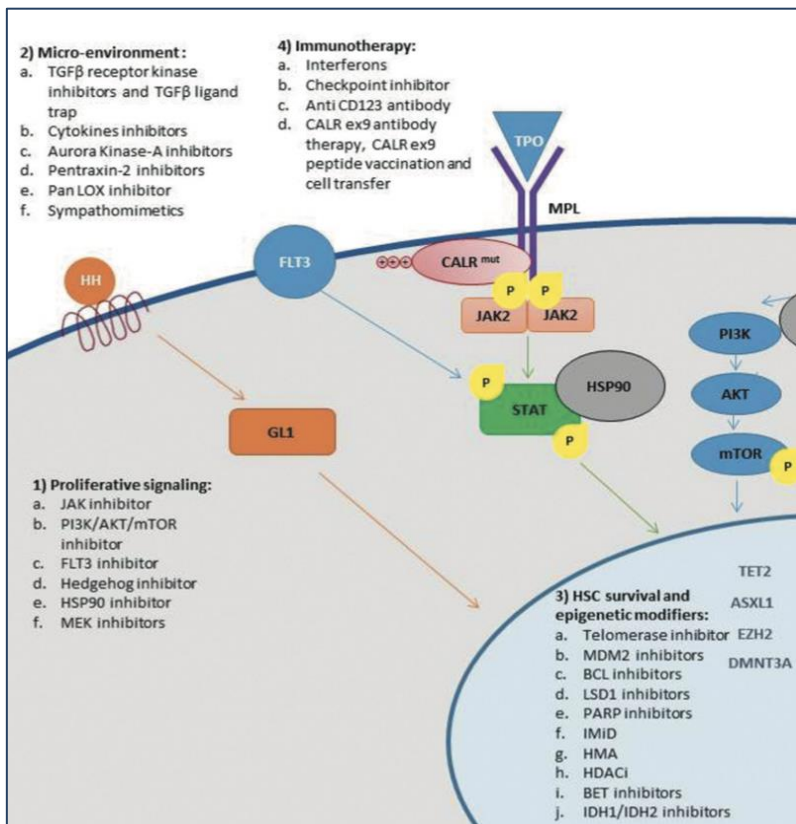 2) Micro-environment :
a. TGFβ receptor kinase
inhibitors and TGFβ ligand
trap
b. Cytokines inhibitors
c. Aurora Kinase-A inhibitors
d. Pentraxin-2 inhibitors
e. Pan LOX inhibitor
f. Sympathomimetics
4) Immunotherapy:
a. Interferons
b. Checkpoint inhibitor
c. Anti CD123 antibody
d. CALR ex9 antibody
therapy, CALR ex9
peptide vaccination and
cell transfer
TPO
MPL
HH
FLT3
+++
CALR mut
P
P
JAK2
JAK2
P
STAT
HSP90
P
PI3K
AKT
mTOR
P
GL1
1) Proliferative signaling:
a. JAK inhibitor
b. PI3K/AKT/mTOR
inhibitor
c. FLT3 inhibitor
d. Hedgehog inhibitor
e. HSP90 inhibitor
f. MEK inhibitors
3) HSC survival and
epigenetic modifiers:
a. Telomerase inhibitor
b. MDM2 inhibitors
c. BCL inhibitors
d. LSD1 inhibitors
e. PARP inhibitors
f. IMiD
g. HMA
h. HDACi
i. BET inhibitors
j. IDH1/IDH2 inhibitors
TET2
ASXL1
EZH2
DMNT3A